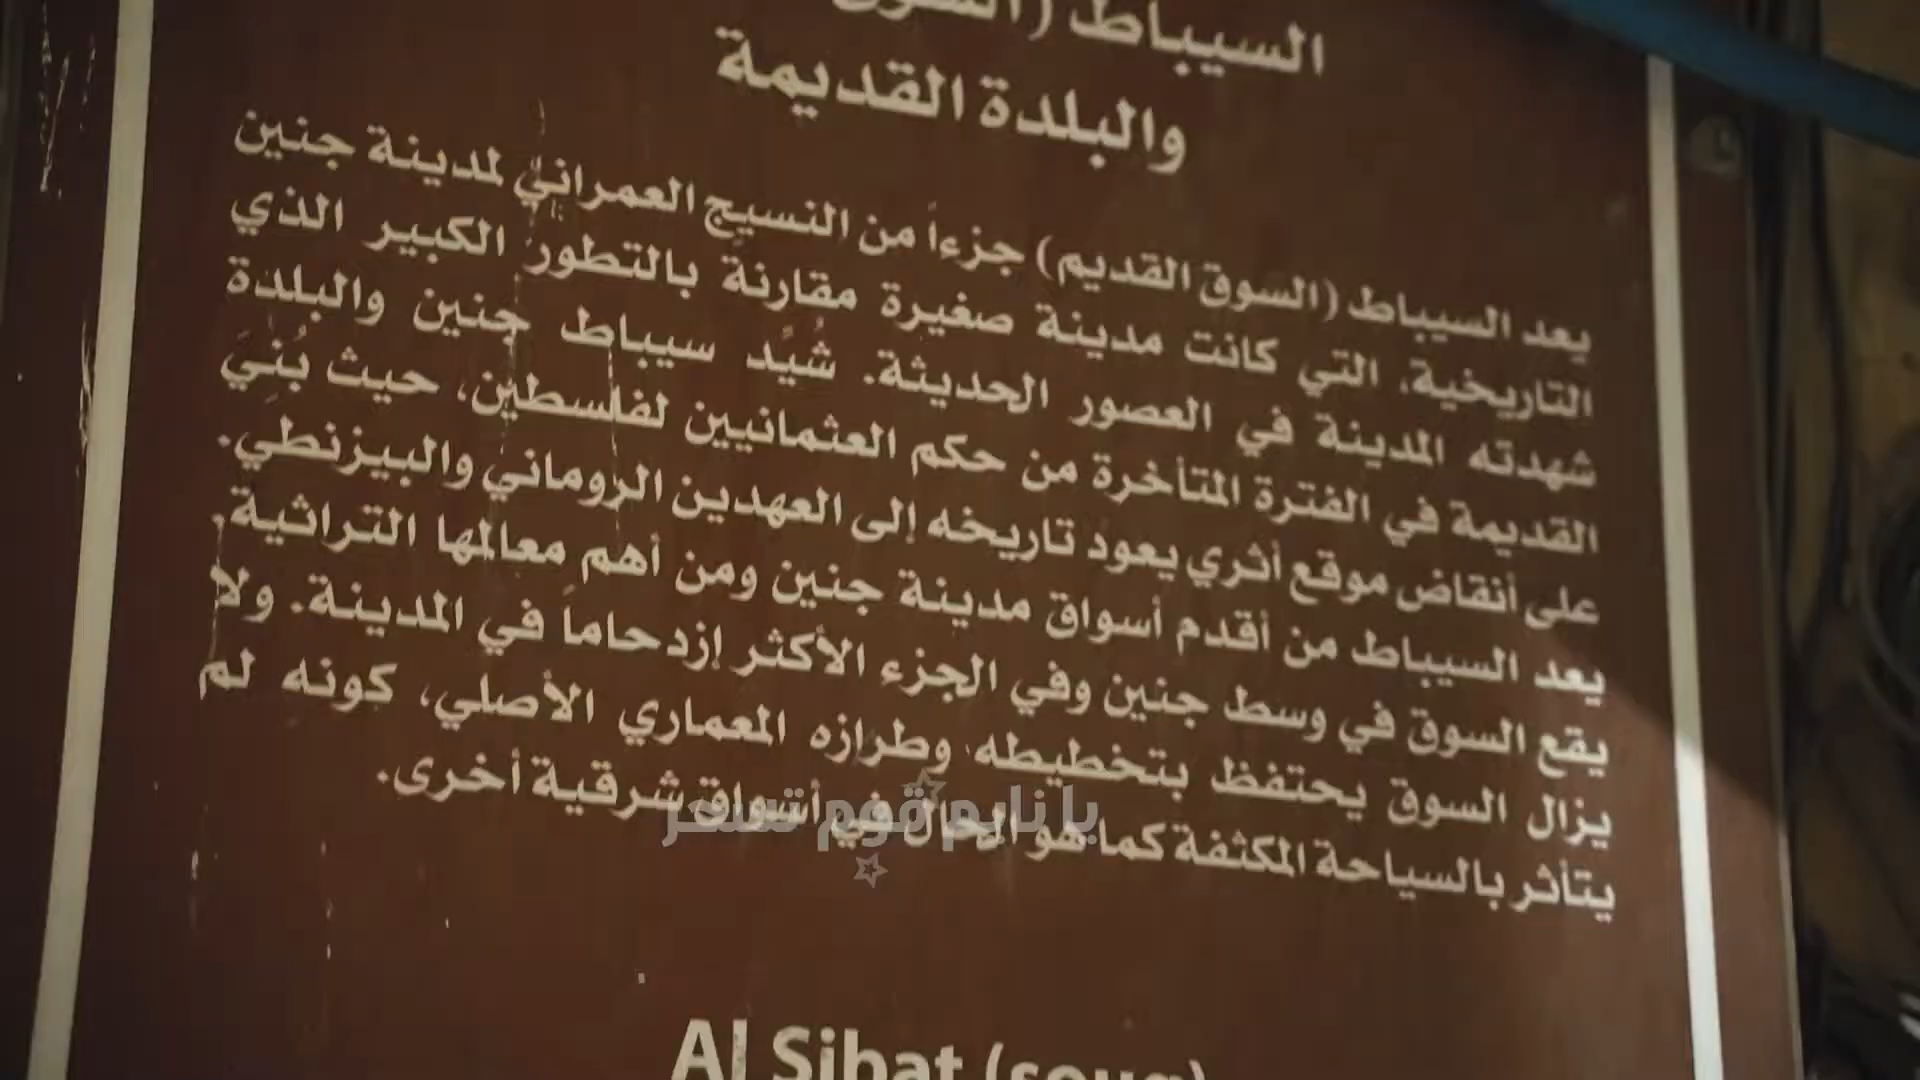 السيباط (السوق
والبلدة القديمة
يعد السيباط (السوق القديم) جزءاً من النسيج العمراني لمدينة جنين
التاريخية، التي كانت مدينة صغيرة مقارنةً بالتطور الكبير الذي
شهدته المدينة في العصور الحديثة. شُيِّد سيباط جنين والبلدة
القديمة في الفترة المتأخرة من حكم العثمانيين لفلسطين، حيث بُنيَ
على أنقاض موقع أثري يعود تاريخه إلى العهدين الروماني والبيزنطي.
يعد السيباط من أقدم أسواق مدينة جنين ومن أهم معالمها التراثية.
يقع السوق في وسط جنين وفي الجزء الأكثر إزدحاماً في المدينة. ولا
يزال السوق يحتفظ بتخطيطه وطرازه المعماري الأصلي، كونه لم
يتأثر بالسياحة المكثفة كما هو الحال في أسواق شرقية أخرى.
يا نايم قوم تسحر
Al Sibat (souq)